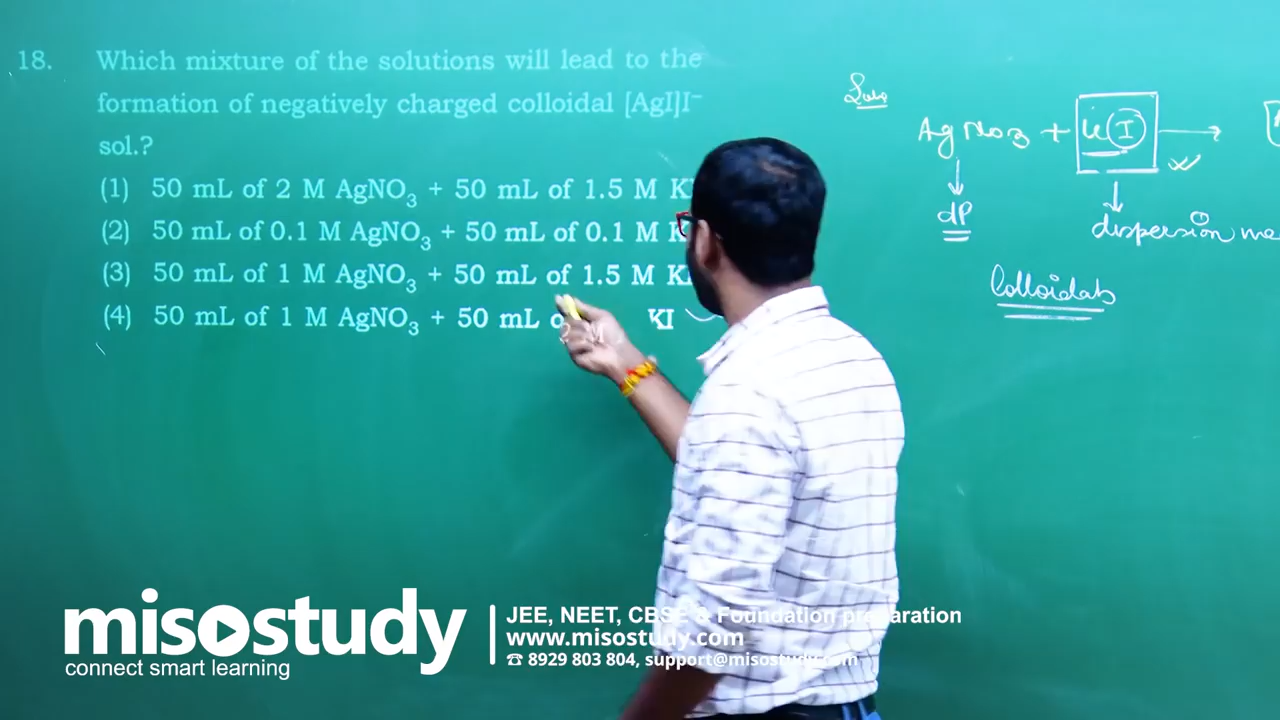 18. Which mixture of the solutions will lead to the
formation of negatively charged colloidal [AgI]I⁻
sol.?
(1) 50 mL of 2 M AgNO₃ + 50 mL of 1.5 M
(2) 50 mL of 0.1 M AgNO₃ + 50 mL of 0.1 M
(3) 50 mL of 1 M AgNO₃ + 50 mL of 1.5 M
(4) 50 mL of 1 M AgNO₃ + 50 mL KI
AgNO₃ + KI →
dP
dispersion
Colloidals
misostudy
connect smart learning
JEE, NEET, CBSE & Foundation preparation
www.misostudy.com
☎ 8929 803 804, support@misostudy.com